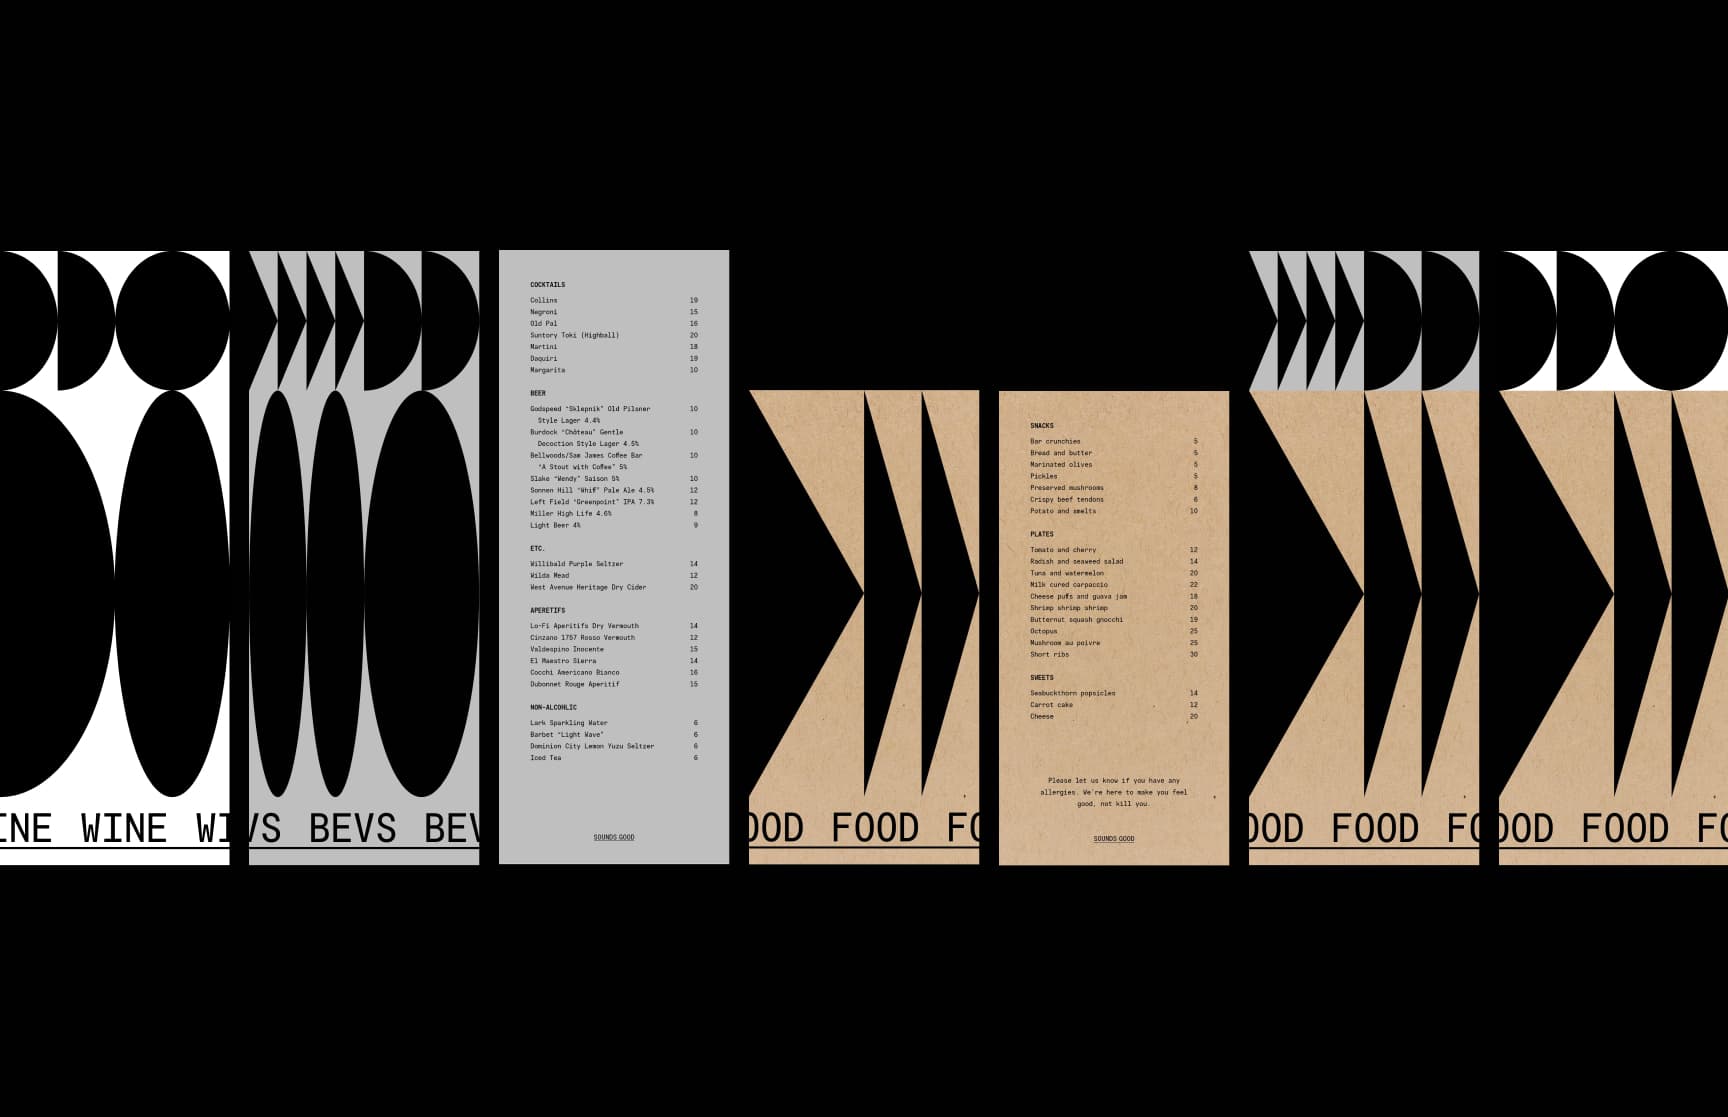 INE WINE WI
VS BEVS BEV
COCKTAILS
Collins 19
Negroni 15
Old Pal 16
Suntory Toki (Highball) 20
Martini 18
Daquiri 19
Margarita 10
BEER
Godspeed “Sklepnik” Old Pilsner 10
Style Lager 4.4%
Burdock “Château” Gentle 10
Decoction Style Lager 4.5%
Bellwoods/Sam James Coffee Bar 10
“A Stout with Coffee” 5%
Slake “Wendy” Saison 5% 10
Sonnen Hill “Whif” Pale Ale 4.5% 12
Left Field “Greenpoint” IPA 7.3% 12
Miller High Life 4.6% 8
Light Beer 4% 9
ETC.
Willibald Purple Seltzer 14
Wilda Mead 12
West Avenue Heritage Dry Cider 20
APERETIFS
Lo-Fi Aperitifs Dry Vermouth 14
Cinzano 1757 Rosso Vermouth 12
Valdespino Inocente 15
El Maestro Sierra 14
Cocchi Americano Bianco 16
Dubonnet Rouge Aperitif 15
NON-ALCOHLIC
Lark Sparkling Water 6
Barbet “Light Wave” 6
Dominion City Lemon Yuzu Seltzer 6
Iced Tea 6
SOUNDS GOOD
OOD FOOD FO
SNACKS
Bar crunchies 5
Bread and butter 5
Marinated olives 5
Pickles 5
Preserved mushrooms 8
Crispy beef tendons 6
Potato and smelts 10
PLATES
Tomato and cherry 12
Radish and seaweed salad 14
Tuna and watermelon 20
Milk cured carpaccio 22
Cheese puffs and guava jam 18
Shrimp shrimp shrimp 20
Butternut squash gnocchi 19
Octopus 25
Mushroom au poivre 25
Short ribs 30
SWEETS
Seabuckthorn popsicles 14
Carrot cake 12
Cheese 20
Please let us know if you have any
allergies. We're here to make you feel
good, not kill you.
SOUNDS GOOD
OOD FOOD FO
OOD FOOD FO